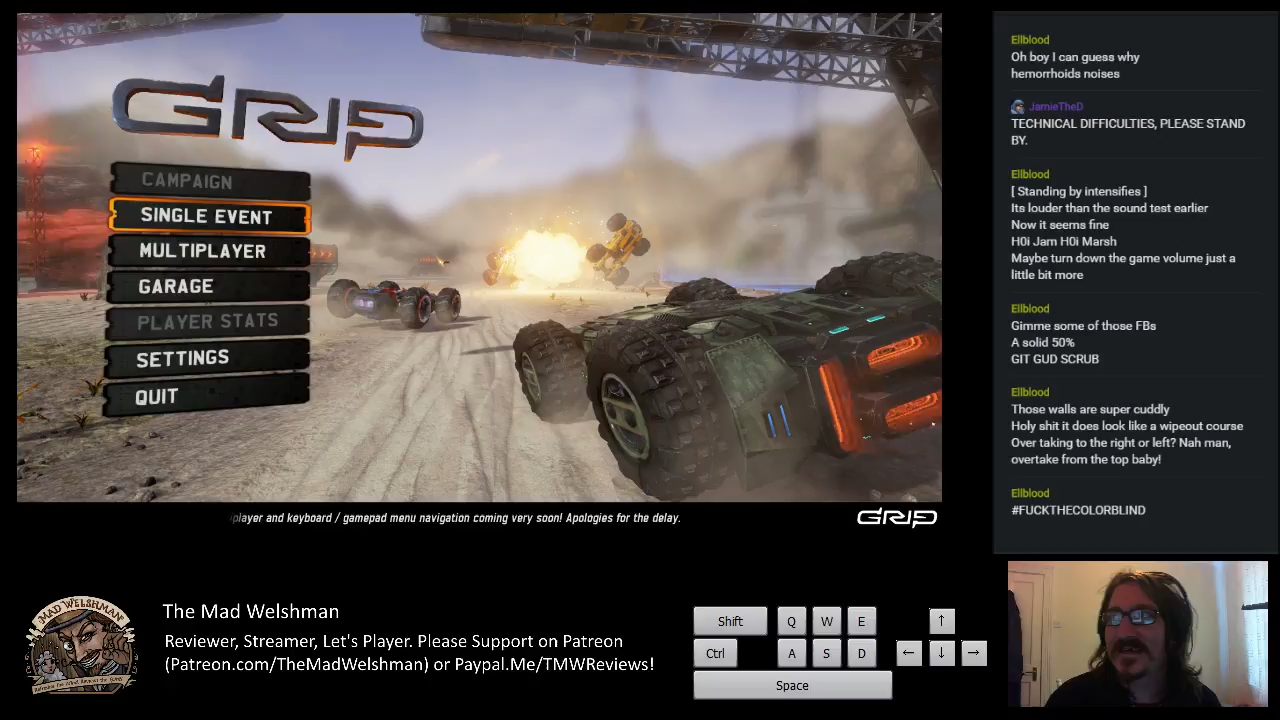 GRIP
CAMPAIGN
SINGLE EVENT
MULTIPLAYER
GARAGE
PLAYER STATS
SETTINGS
QUIT
player and keyboard / gamepad menu navigation coming very soon! Apologies for the delay.
GRIP
Ellblood
Oh boy I can guess why
hemorrhoids noises
JamieTheD
TECHNICAL DIFFICULTIES, PLEASE STAND
BY.
Ellblood
[ Standing by intensifies ]
Its louder than the sound test earlier
Now it seems fine
H0i Jam H0i Marsh
Maybe turn down the game volume just a
little bit more
Ellblood
Gimme some of those FBs
A solid 50%
GIT GUD SCRUB
Ellblood
Those walls are super cuddly
Holy shit it does look like a wipeout course
Over taking to the right or left? Nah man,
overtake from the top baby!
Ellblood
#FUCKTHECOLORBLIND
MAD WELSHMAN
The Mad Welshman
Reviewer, Streamer, Let's Player. Please Support on Patreon
(Patreon.com/TheMadWelshman) or Paypal.Me/TMWReviews!
Shift Q W E ↑
Ctrl A S D ← ↓ →
Space